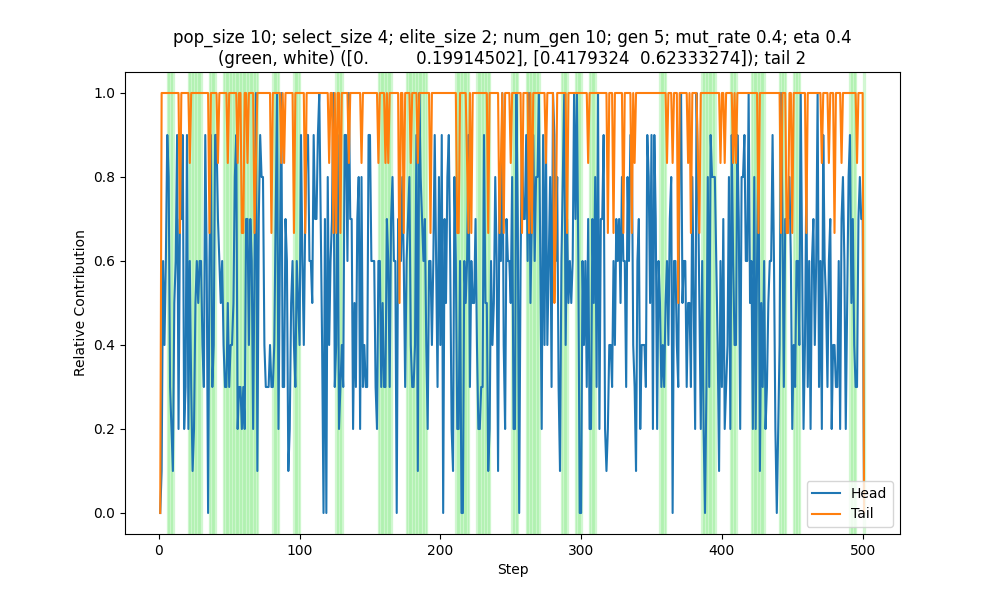 pop_size 10; select_size 4; elite_size 2; num_gen 10; gen 5; mut_rate 0.4; eta 0.4
(green, white) ([0. 0.19914502], [0.4179324 0.62333274]); tail 2
1.0
0.8
0.6
0.4
0.2
0.0
Relative Contribution
0 100 200 300 400 500
Step
Head
Tail